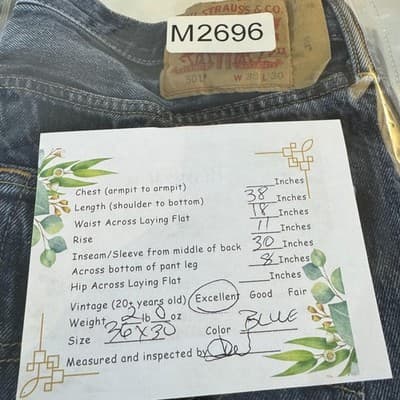 STRAUSS & CO
M2696
501 W 36 L 30
Chest (armpit to armpit) Inches
Length (shoulder to bottom) 38 Inches
Waist Across Laying Flat 18 Inches
Rise 11 Inches
Inseam/Sleeve from middle of back 30 Inches
Across bottom of pant leg 8 Inches
Hip Across Laying Flat Inches
Vintage (20+ years old) Excellent Good Fair
Weight 2 lb 0 oz Color BLUE
Size 36x30
Measured and inspected by